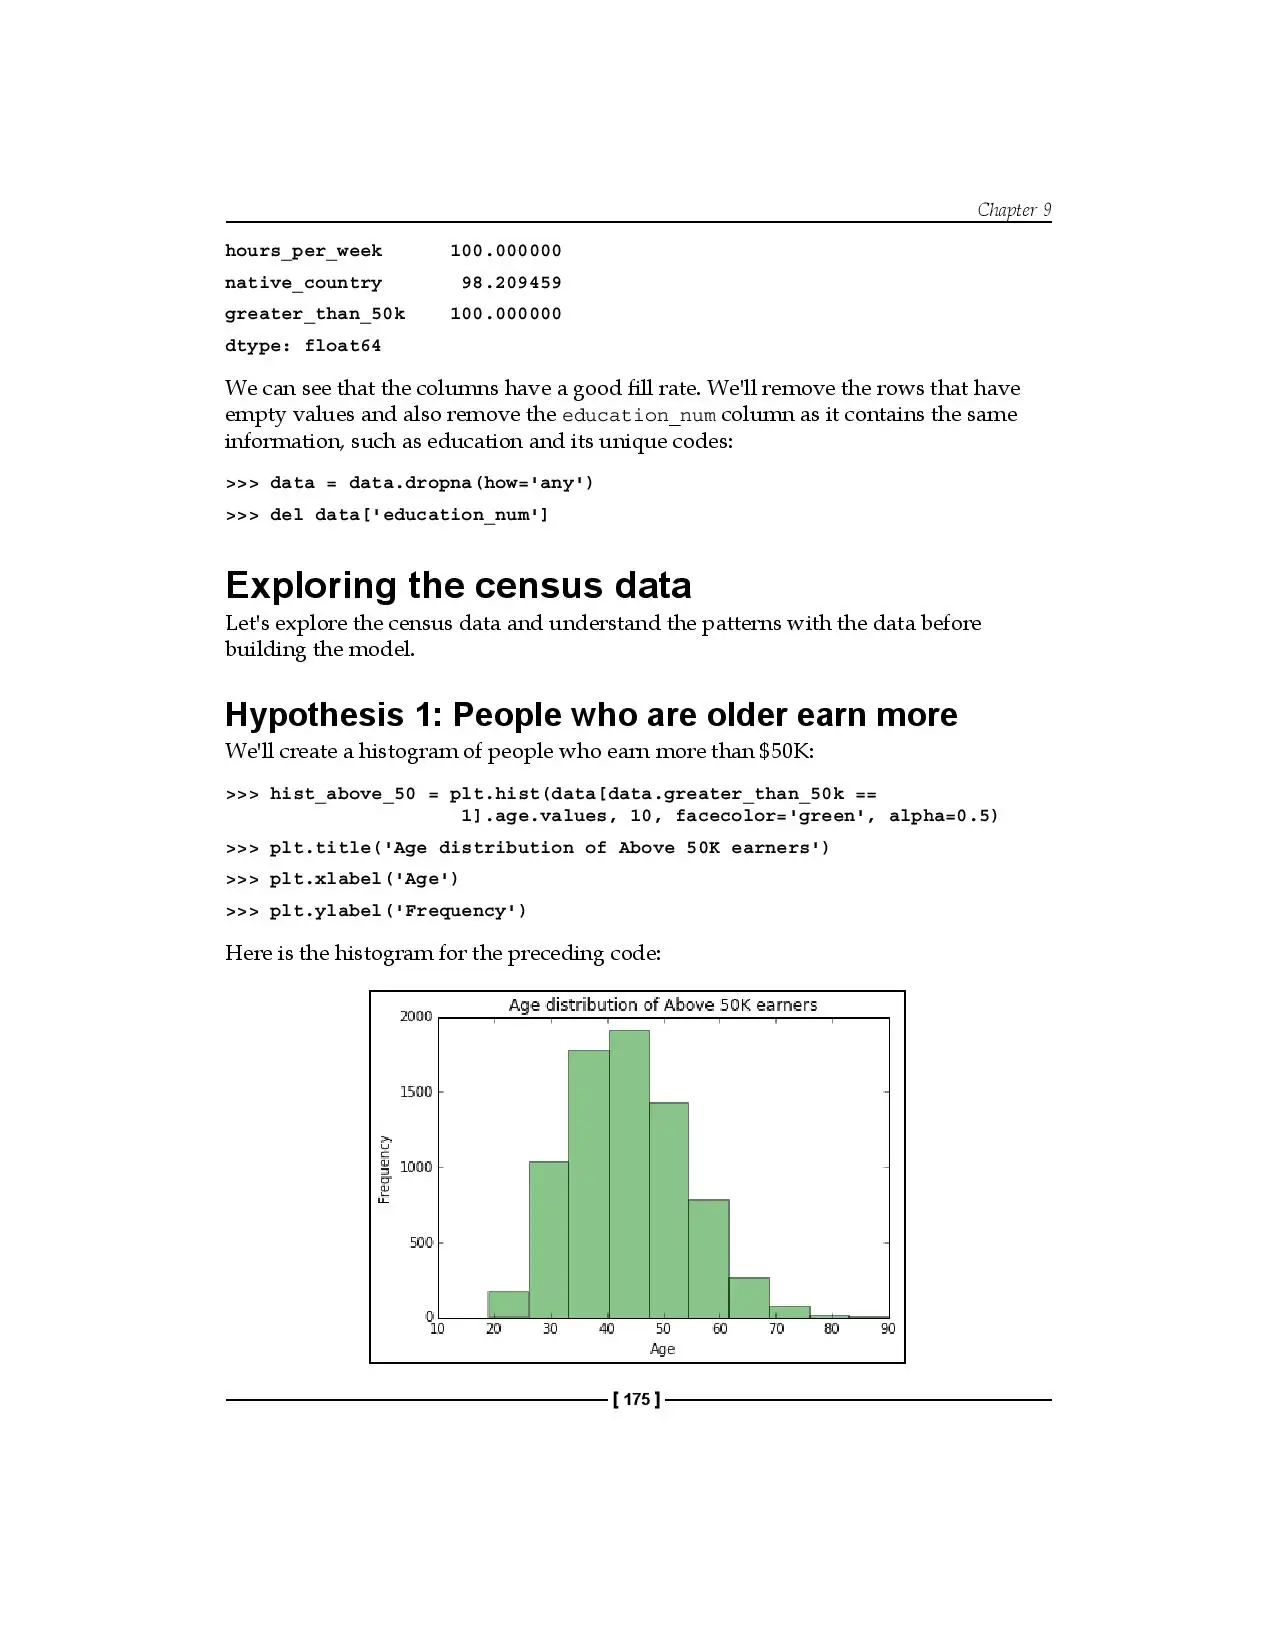 Chapter 9
hours_per_week 100.000000
native_country 98.209459
greater_than_50k 100.000000
dtype: float64
We can see that the columns have a good fill rate. We'll remove the rows that have
empty values and also remove the education_num column as it contains the same
information, such as education and its unique codes:
>>> data = data.dropna(how='any')
>>> del data['education_num']
Exploring the census data
Let's explore the census data and understand the patterns with the data before
building the model.
Hypothesis 1: People who are older earn more
We'll create a histogram of people who earn more than $50K:
>>> hist_above_50 = plt.hist(data[data.greater_than_50k ==
1].age.values, 10, facecolor='green', alpha=0.5)
>>> plt.title('Age distribution of Above 50K earners')
>>> plt.xlabel('Age')
>>> plt.ylabel('Frequency')
Here is the histogram for the preceding code:
Age distribution of Above 50K earners
2000
1500
1000
500
0
Frequency
10 20 30 40 50 60 70 80 90
Age
[ 175 ]